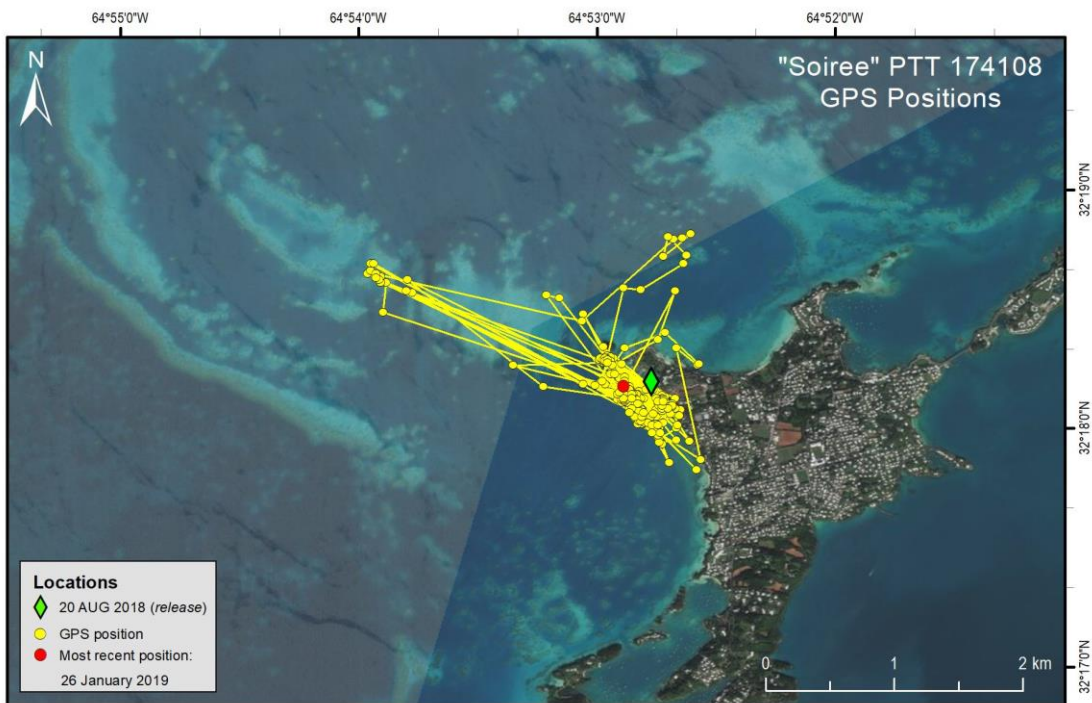 64°55'0"W 64°54'0"W 64°53'0"W 64°52'0"W
N
"Soiree" PTT 174108
GPS Positions
32°19'0"N
32°18'0"N
32°17'0"N
Locations
20 AUG 2018 (release)
GPS position
Most recent position:
26 January 2019
0 1 2 km